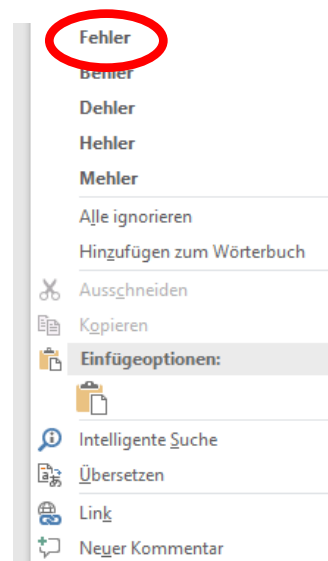 Fehler
Behler
Dehler
Hehler
Mehler
Alle ignorieren
Hinzufügen zum Wörterbuch
Ausschneiden
Kopieren
Einfügeoptionen:
Intelligente Suche
Übersetzen
Link
Neuer Kommentar